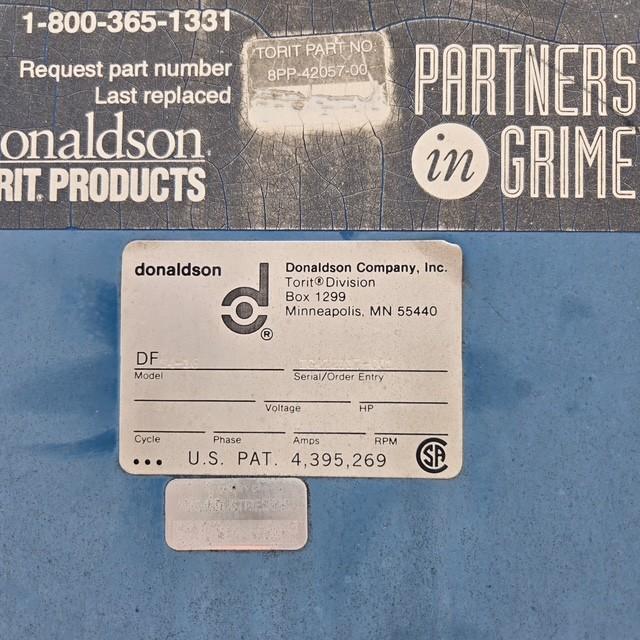 1-800-365-1331
Request part number
Last replaced
onaldson
RIT. PRODUCTS
TORIT PART NO.
8PP-42057-00
PARTNERS
in GRIME
donaldson
Donaldson Company, Inc.
Torit® Division
Box 1299
Minneapolis, MN 55440
®
DF
Model
Serial/Order Entry
Voltage
HP
Cycle
Phase
Amps
RPM
SA
••• U.S. PAT. 4,395,269